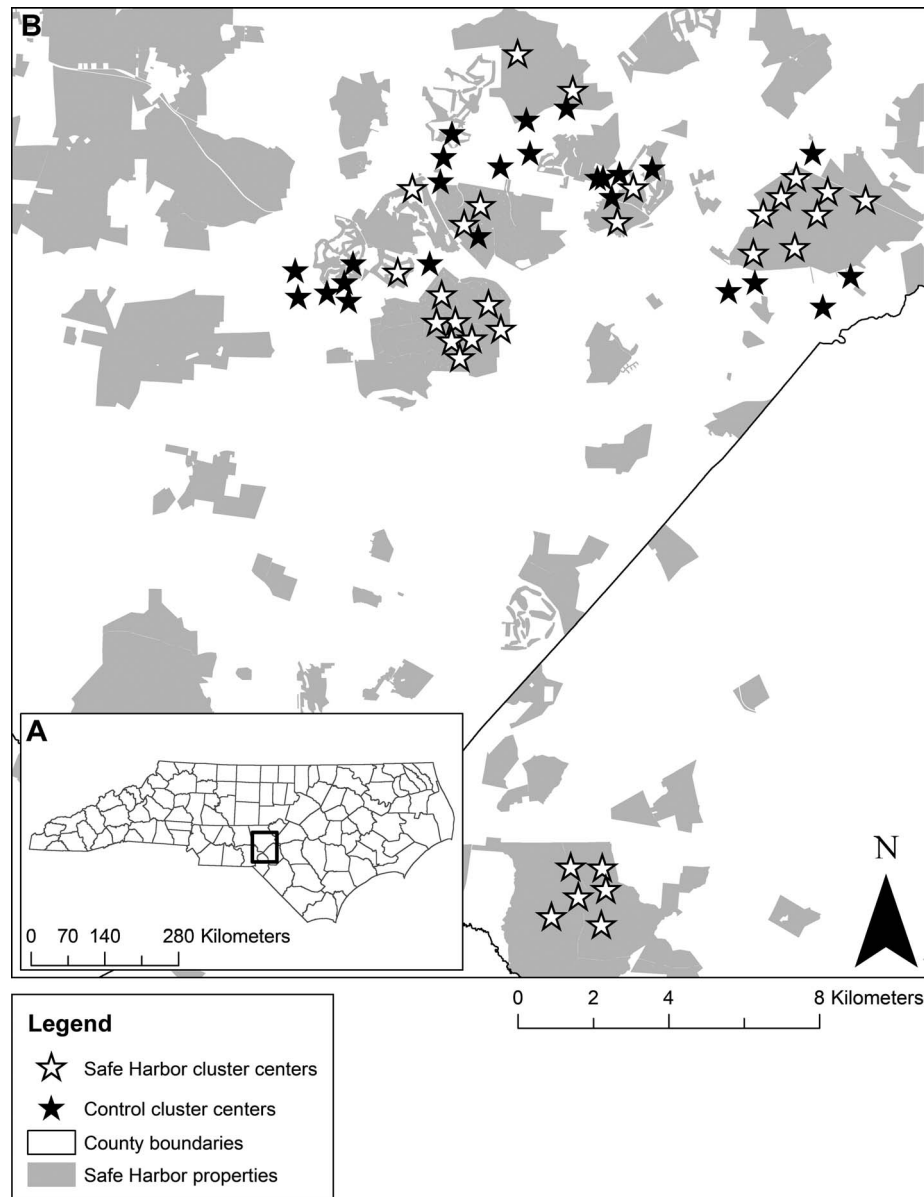 B
A
0 70 140 280 Kilometers
N
0 2 4 8 Kilometers
Legend
Safe Harbor cluster centers
Control cluster centers
County boundaries
Safe Harbor properties